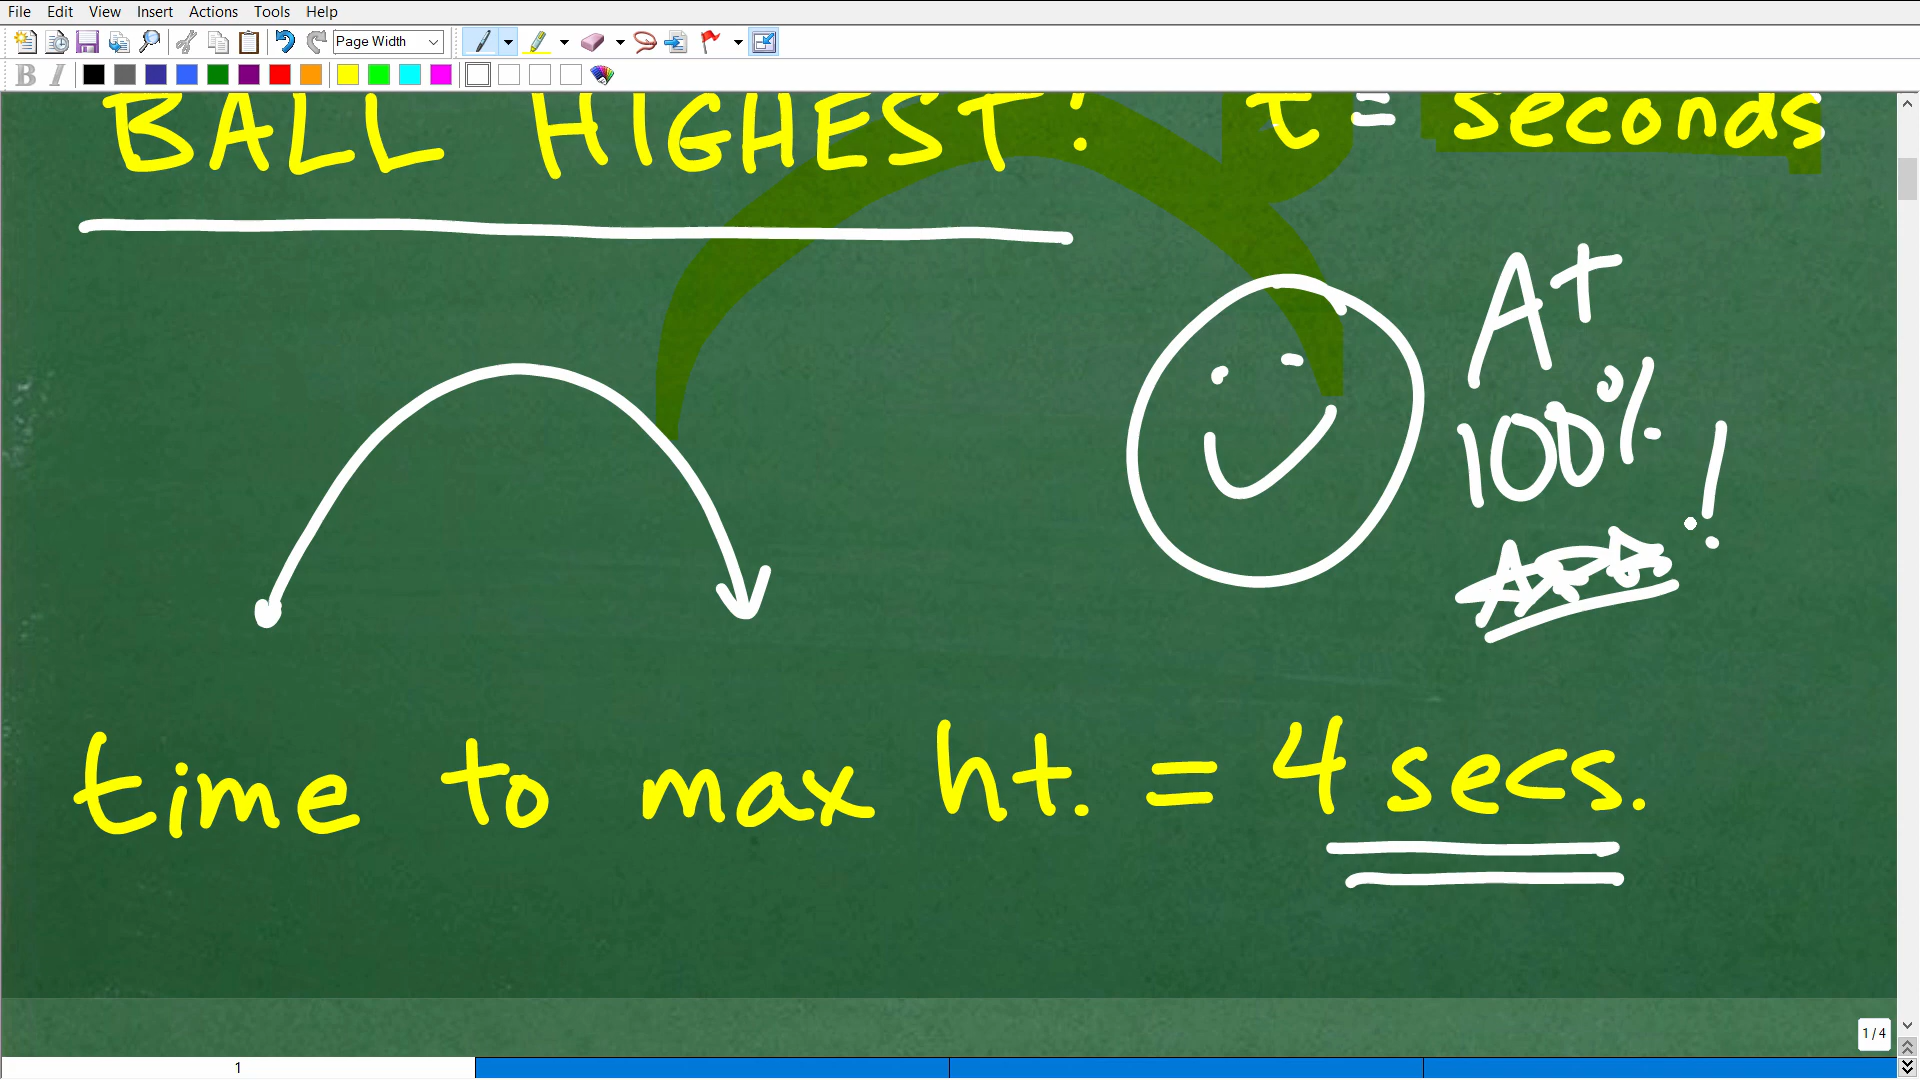 File Edit View Insert Actions Tools Help
Page Width
B I
BALL HIGHEST! t = seconds
A+
100% !
time to max ht. = 4 secs.
1 / 4
1